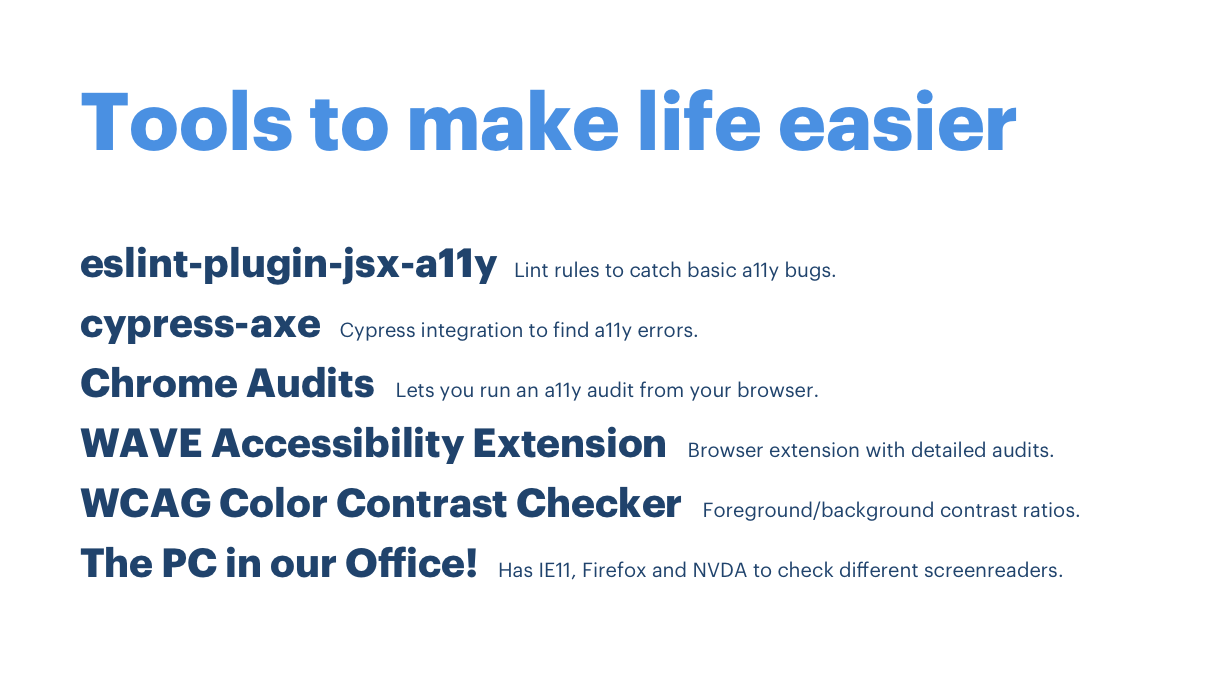 Tools to make life easier
eslint-plugin-jsx-a11y Lint rules to catch basic a11y bugs.
cypress-axe Cypress integration to find a11y errors.
Chrome Audits Lets you run an a11y audit from your browser.
WAVE Accessibility Extension Browser extension with detailed audits.
WCAG Color Contrast Checker Foreground/background contrast ratios.
The PC in our Office! Has IE11, Firefox and NVDA to check different screenreaders.